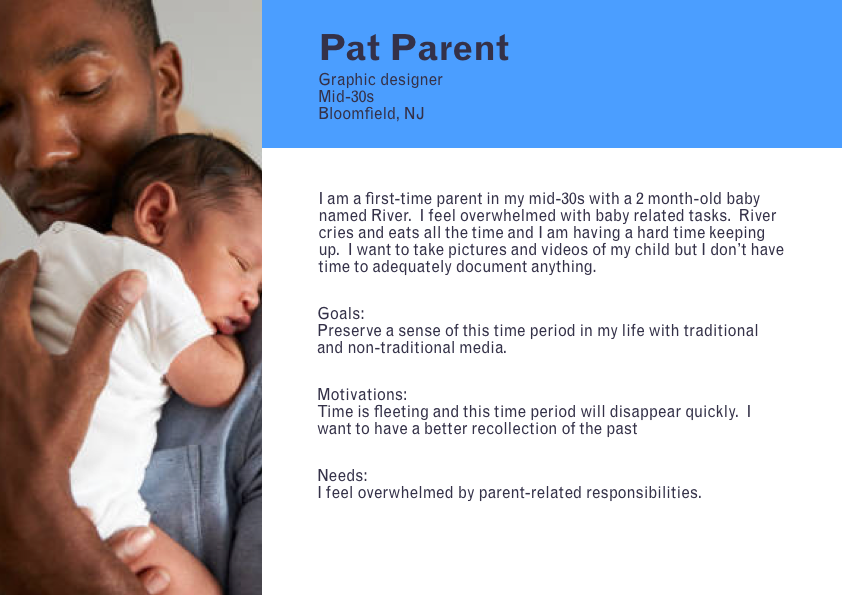 Pat Parent
Graphic designer
Mid-30s
Bloomfield, NJ
I am a first-time parent in my mid-30s with a 2 month-old baby
named River.  I feel overwhelmed with baby related tasks.  River
cries and eats all the time and I am having a hard time keeping
up.  I want to take pictures and videos of my child but I don't have
time to adequately document anything.
Goals:
Preserve a sense of this time period in my life with traditional
and non-traditional media.
Motivations:
Time is fleeting and this time period will disappear quickly.  I
want to have a better recollection of the past
Needs:
I feel overwhelmed by parent-related responsibilities.